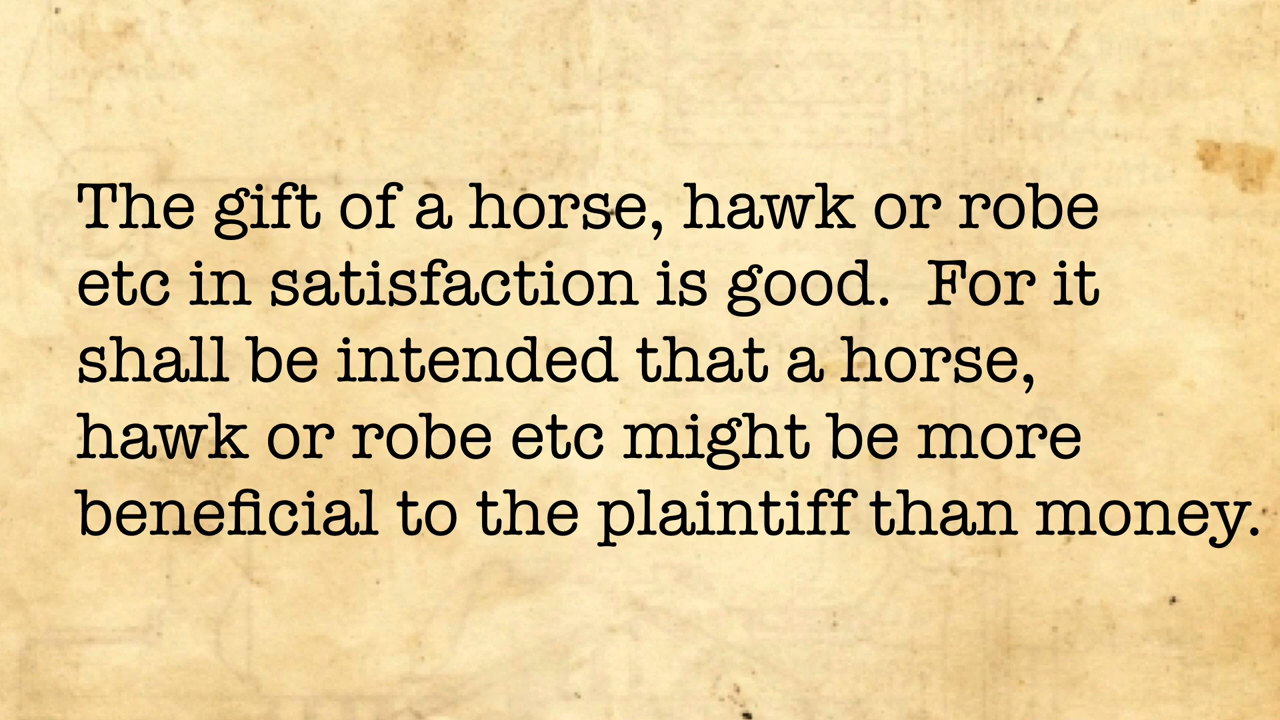 The gift of a horse, hawk or robe
etc in satisfaction is good.  For it
shall be intended that a horse,
hawk or robe etc might be more
beneficial to the plaintiff than money.